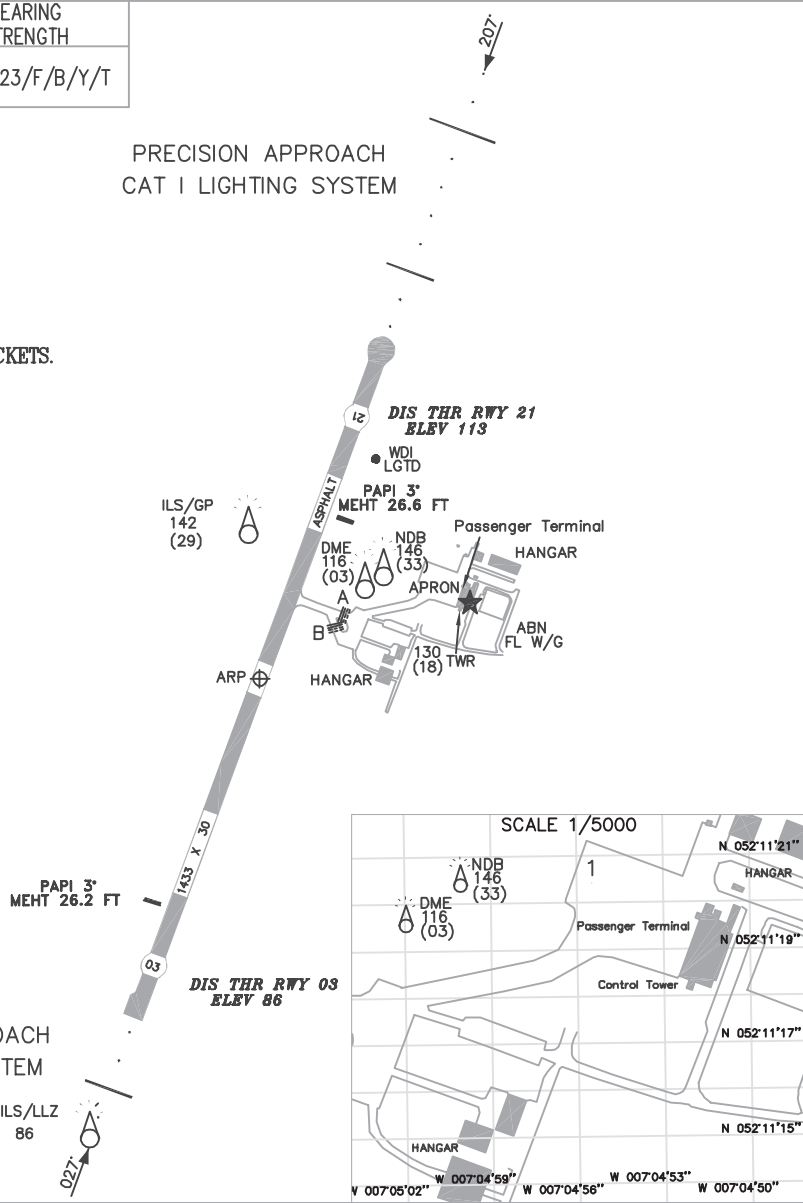 EARING
TRENGTH
23/F/B/Y/T
207°
PRECISION APPROACH
CAT I LIGHTING SYSTEM
CKETS.
21
DIS THR RWY 21
ELEV 113
WDI
LGTD
ASPHALT
PAPI 3°
MEHT 26.6 FT
ILS/GP
142
(29)
Passenger Terminal
NDB
146
(33)
DME
116
(03)
HANGAR
APRON
A
B
ABN
FL W/G
130
(18)
TWR
ARP
HANGAR
1433 X 30
PAPI 3°
MEHT 26.2 FT
03
DIS THR RWY 03
ELEV 86
OACH
TEM
ILS/LLZ
86
027°
SCALE 1/5000
N 052°11'21"
NDB
146
(33)
1
HANGAR
DME
116
(03)
Passenger Terminal
N 052°11'19"
Control Tower
N 052°11'17"
N 052°11'15"
HANGAR
W 007°05'02"
W 007°04'59"
W 007°04'56"
W 007°04'53"
W 007°04'50"